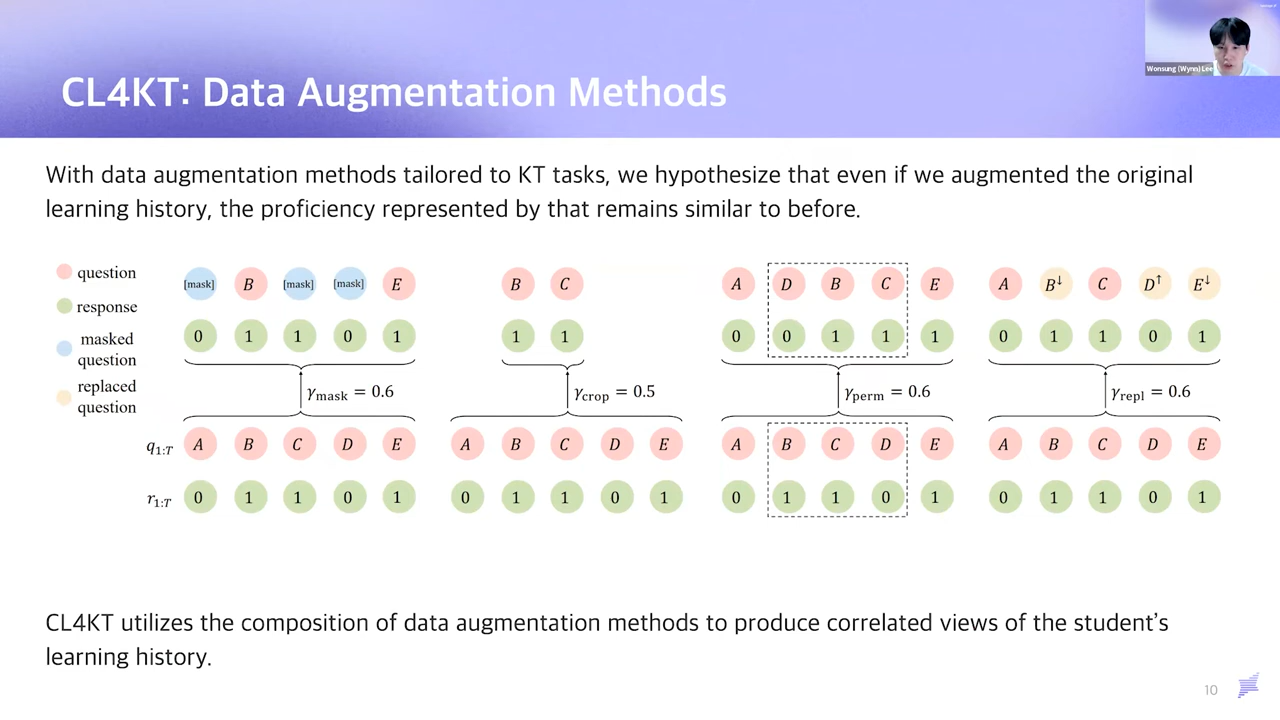 Wonsung (Wynn) Lee
CL4KT: Data Augmentation Methods
With data augmentation methods tailored to KT tasks, we hypothesize that even if we augmented the original
learning history, the proficiency represented by that remains similar to before.
question
response
masked
question
replaced
question
[mask] B [mask] [mask] E
0 1 1 0 1
γmask = 0.6
q1:T A B C D E
r1:T 0 1 1 0 1
B C
1 1
γcrop = 0.5
A B C D E
0 1 1 0 1
A D B C E
0 0 1 1 1
γperm = 0.6
A B C D E
0 1 1 0 1
A B↓ C D↑ E↓
0 1 1 0 1
γrepl = 0.6
A B C D E
0 1 1 0 1
CL4KT utilizes the composition of data augmentation methods to produce correlated views of the student’s
learning history.
10